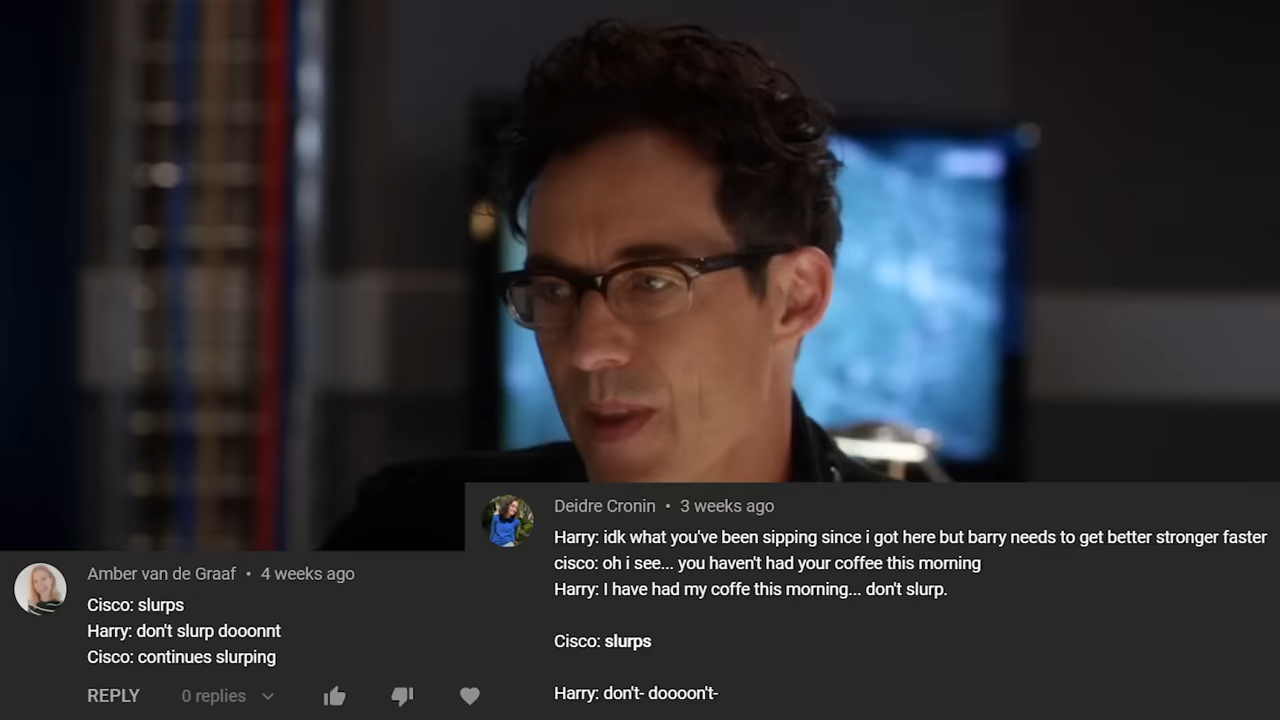 Deidre Cronin • 3 weeks ago
Harry: idk what you've been sipping since i got here but barry needs to get better stronger faster
cisco: oh i see... you haven't had your coffee this morning
Harry: I have had my coffe this morning... don't slurp.
Cisco: slurps
Harry: don't- doooon't-
Amber van de Graaf • 4 weeks ago
Cisco: slurps
Harry: don't slurp dooonnt
Cisco: continues slurping
REPLY 0 replies